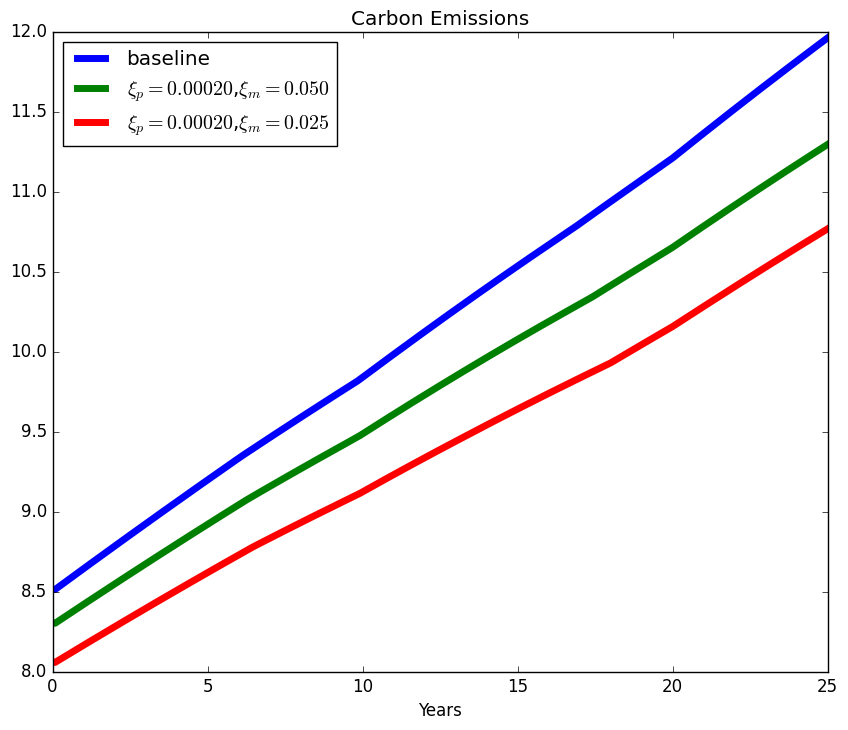 Carbon Emissions
12.0
11.5
11.0
10.5
10.0
9.5
9.0
8.5
8.0
baseline
ξp = 0.00020,ξm = 0.050
ξp = 0.00020,ξm = 0.025
0 5 10 15 20 25
Years